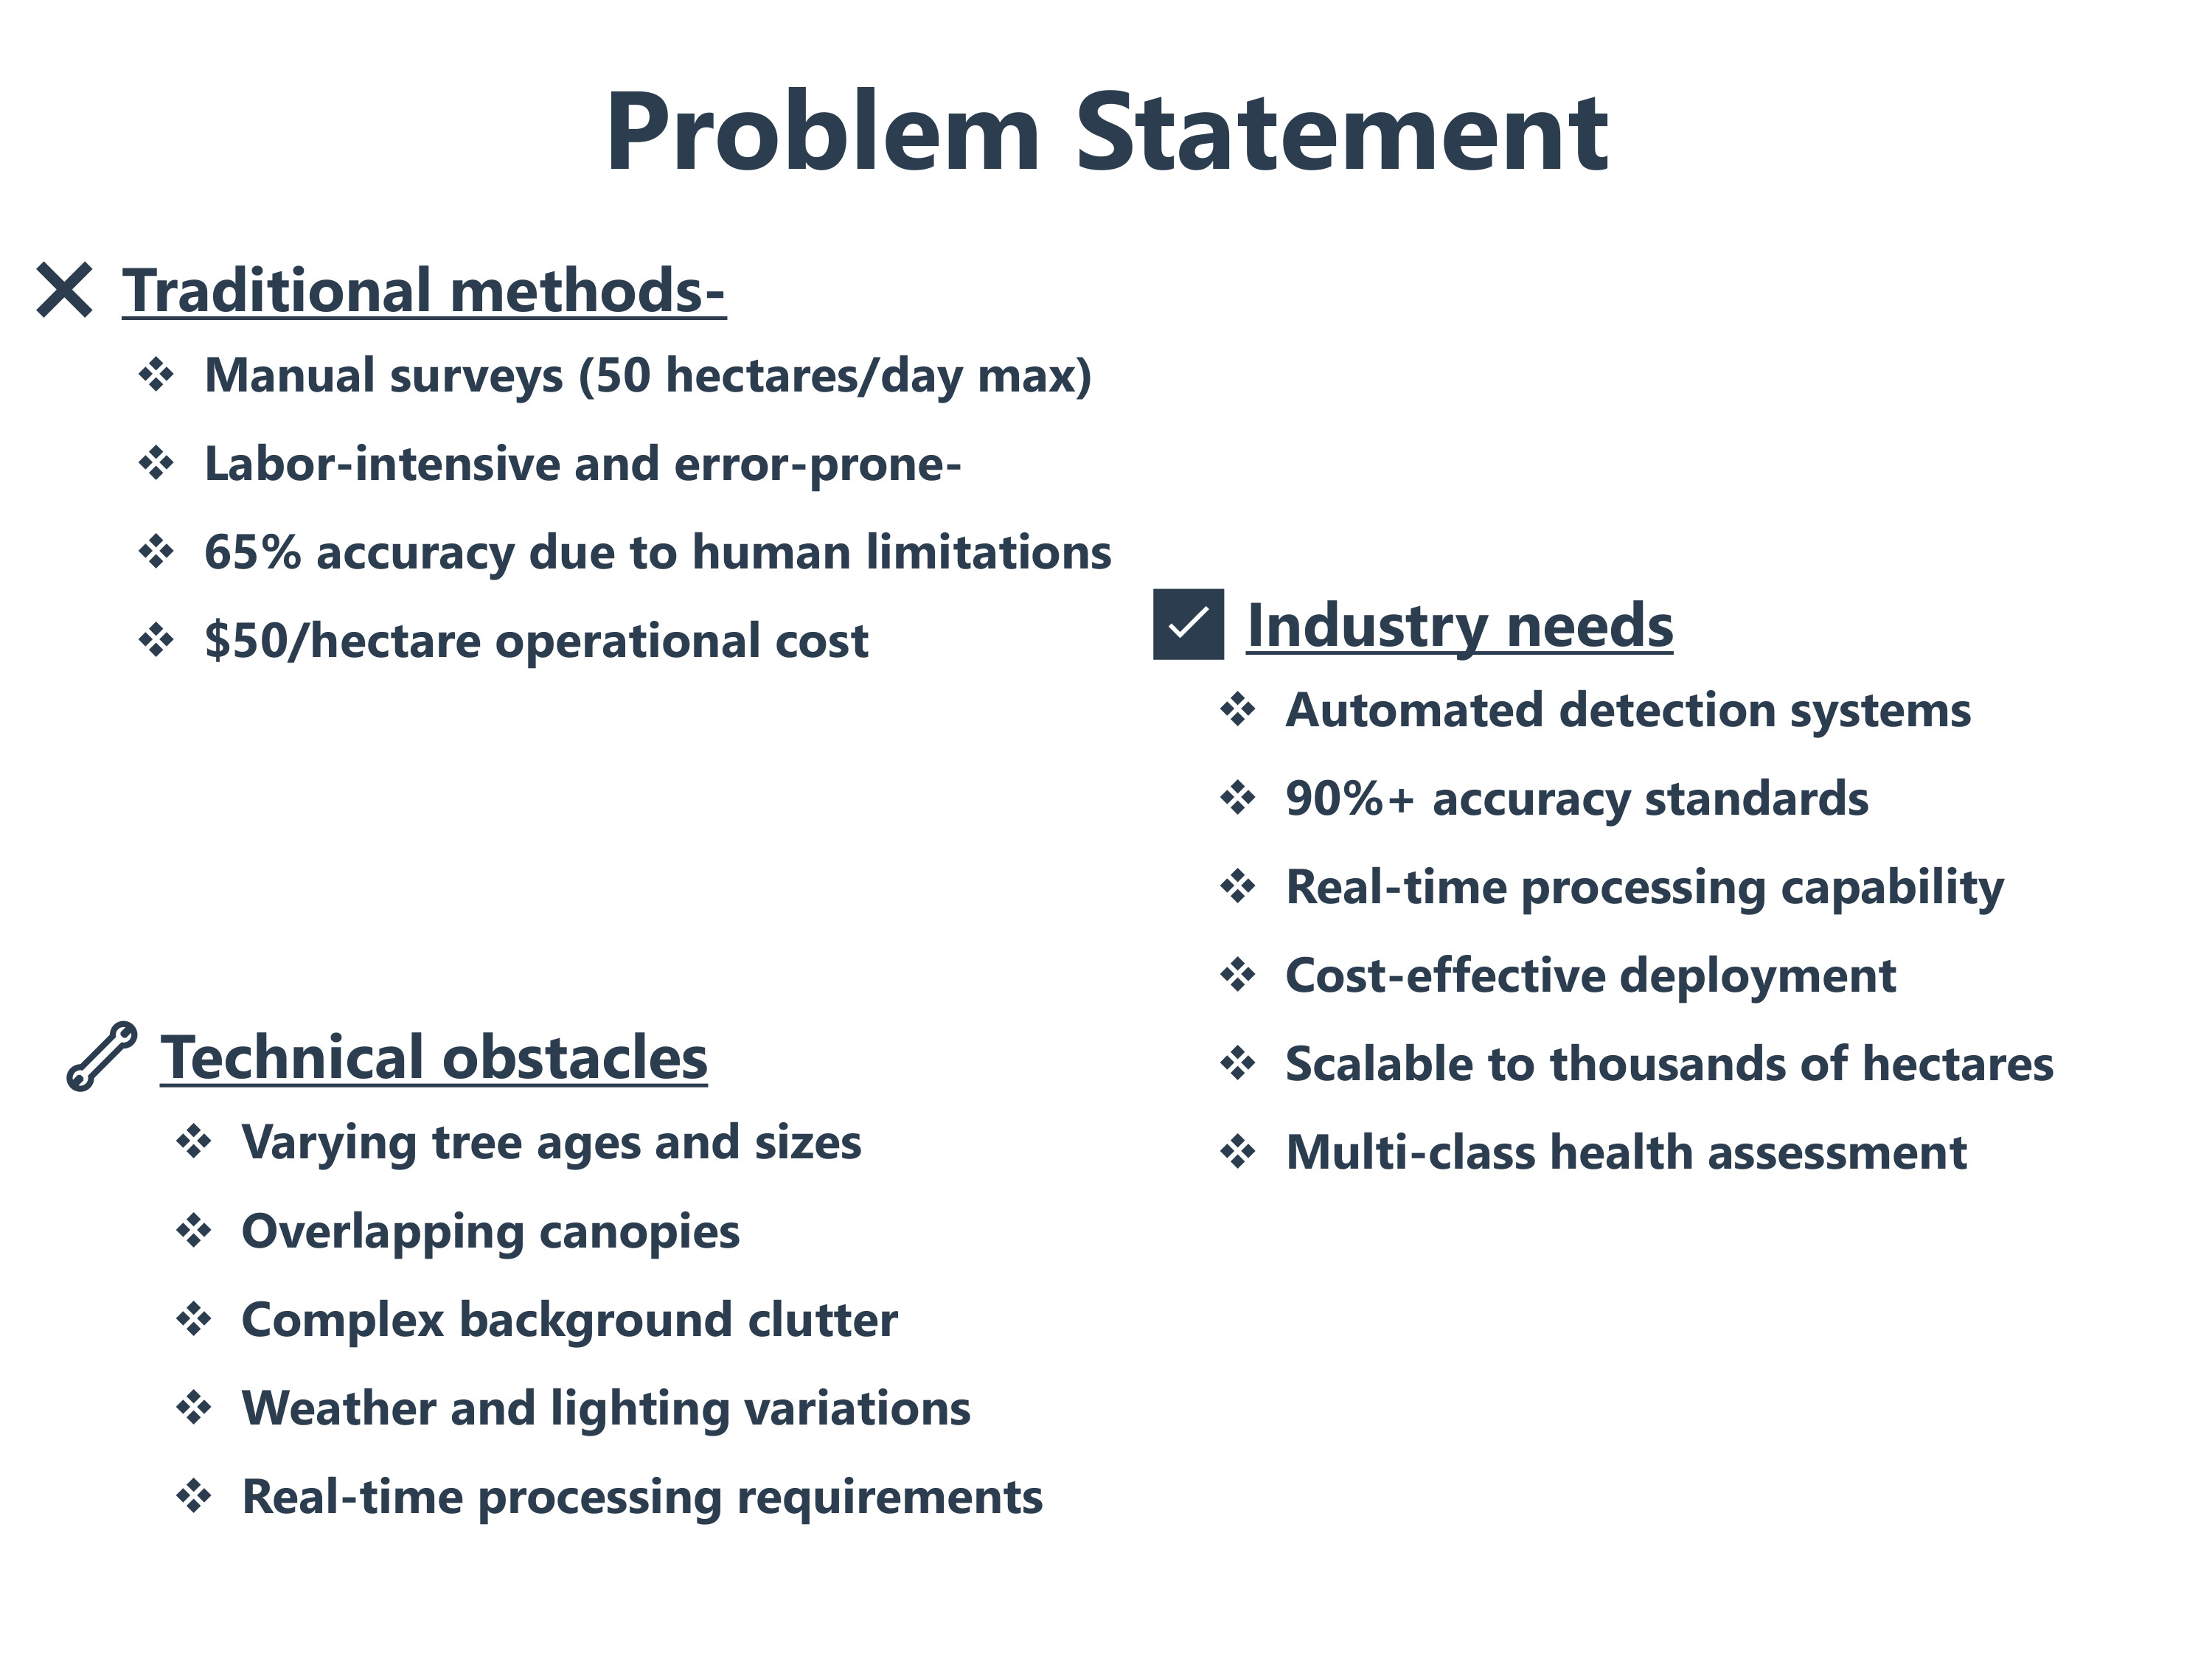 Problem Statement
Traditional methods-
❖ Manual surveys (50 hectares/day max)
❖ Labor-intensive and error-prone-
❖ 65% accuracy due to human limitations
❖ $50/hectare operational cost
Technical obstacles
❖ Varying tree ages and sizes
❖ Overlapping canopies
❖ Complex background clutter
❖ Weather and lighting variations
❖ Real-time processing requirements
Industry needs
❖ Automated detection systems
❖ 90%+ accuracy standards
❖ Real-time processing capability
❖ Cost-effective deployment
❖ Scalable to thousands of hectares
❖ Multi-class health assessment